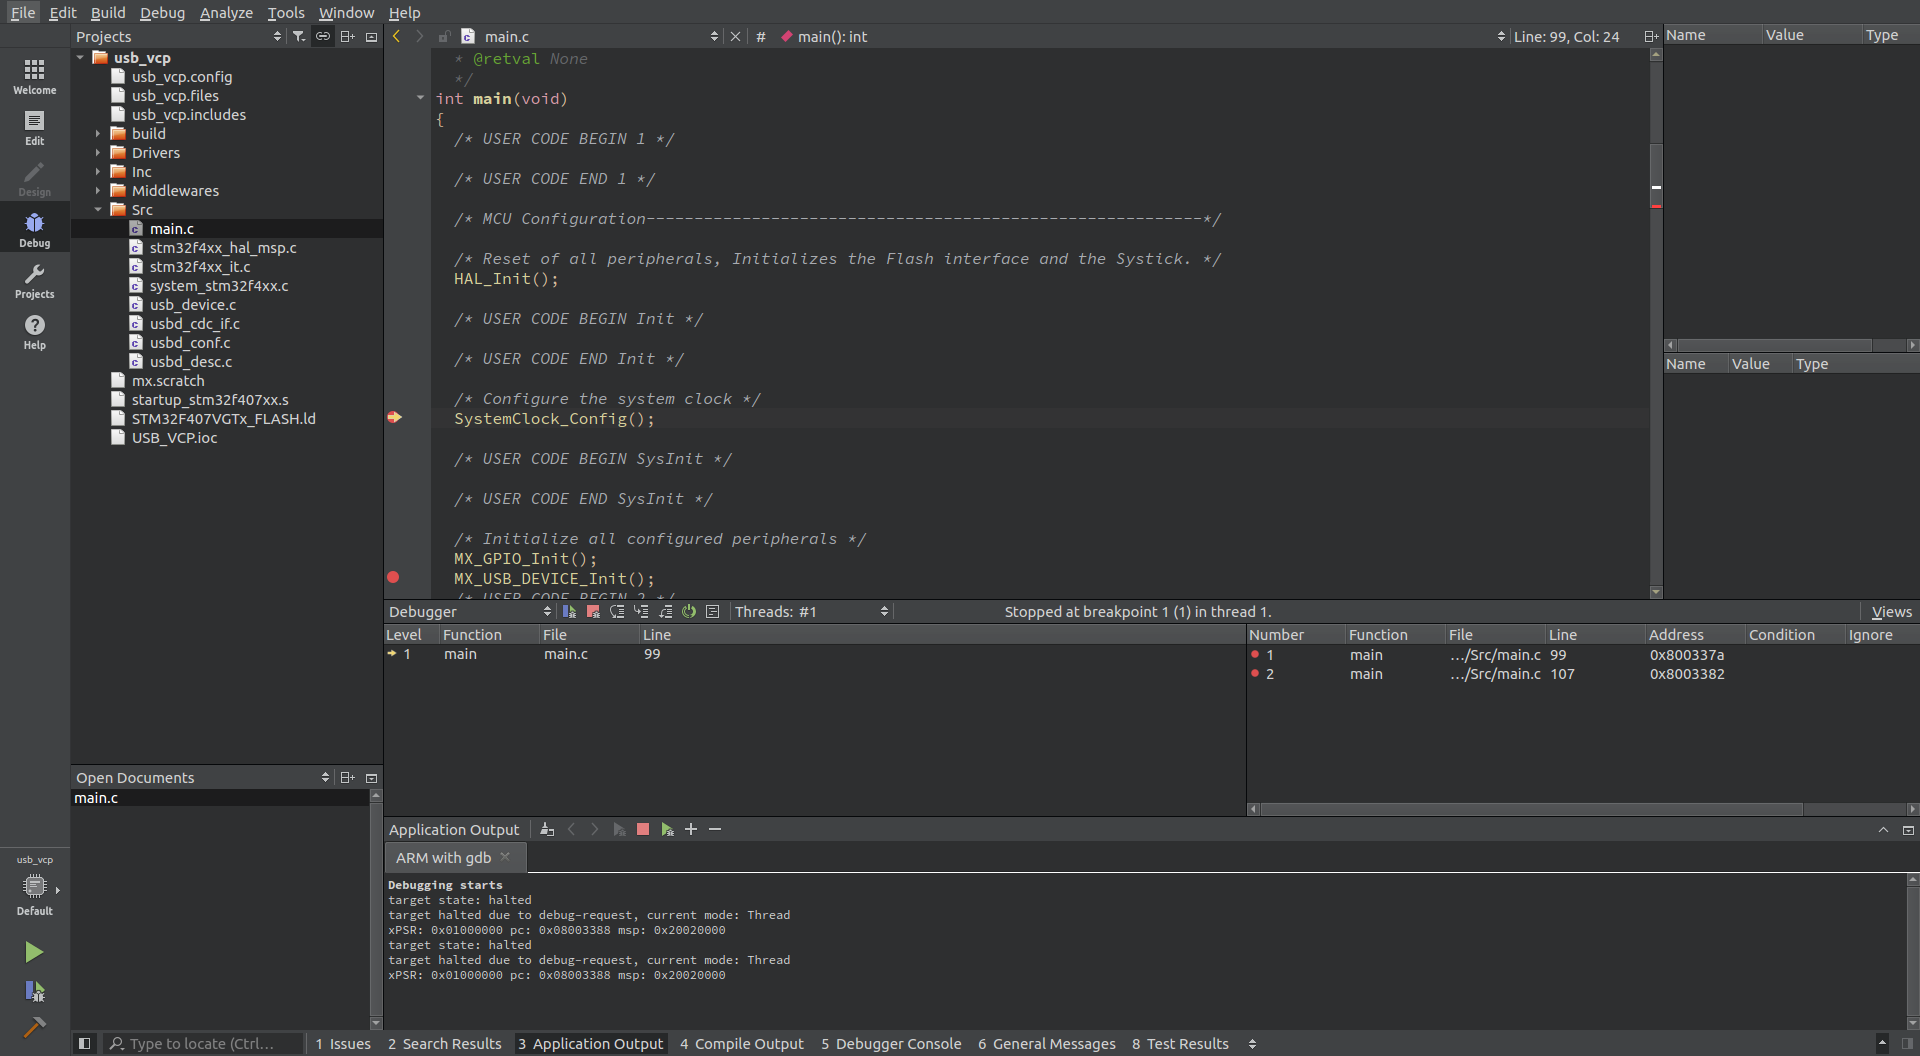 File Edit Build Debug Analyze Tools Window Help
Projects
usb_vcp
usb_vcp.config
usb_vcp.files
usb_vcp.includes
build
Drivers
Inc
Middlewares
Src
main.c
stm32f4xx_hal_msp.c
stm32f4xx_it.c
system_stm32f4xx.c
usb_device.c
usbd_cdc_if.c
usbd_conf.c
usbd_desc.c
mx.scratch
startup_stm32f407xx.s
STM32F407VGTx_FLASH.ld
USB_VCP.ioc
Welcome
Edit
Design
Debug
Projects
Help
usb_vcp
Default
Open Documents
main.c
main.c # main(): int Line: 99, Col: 24
* @retval None
*/
int main(void)
{
/* USER CODE BEGIN 1 */
/* USER CODE END 1 */
/* MCU Configuration----------------------------------------------------------*/
/* Reset of all peripherals, Initializes the Flash interface and the Systick. */
HAL_Init();
/* USER CODE BEGIN Init */
/* USER CODE END Init */
/* Configure the system clock */
SystemClock_Config();
/* USER CODE BEGIN SysInit */
/* USER CODE END SysInit */
/* Initialize all configured peripherals */
MX_GPIO_Init();
MX_USB_DEVICE_Init();
/* USER CODE BEGIN 2 */
Name Value Type
Name Value Type
Debugger Threads: #1 Stopped at breakpoint 1 (1) in thread 1. Views
Level Function File Line
1 main main.c 99
Number Function File Line Address Condition Ignore
1 main .../Src/main.c 99 0x800337a
2 main .../Src/main.c 107 0x8003382
Application Output
ARM with gdb
Debugging starts
target state: halted
target halted due to debug-request, current mode: Thread
xPSR: 0x01000000 pc: 0x08003388 msp: 0x20020000
target state: halted
target halted due to debug-request, current mode: Thread
xPSR: 0x01000000 pc: 0x08003388 msp: 0x20020000
Type to locate (Ctrl... 1 Issues 2 Search Results 3 Application Output 4 Compile Output 5 Debugger Console 6 General Messages 8 Test Results